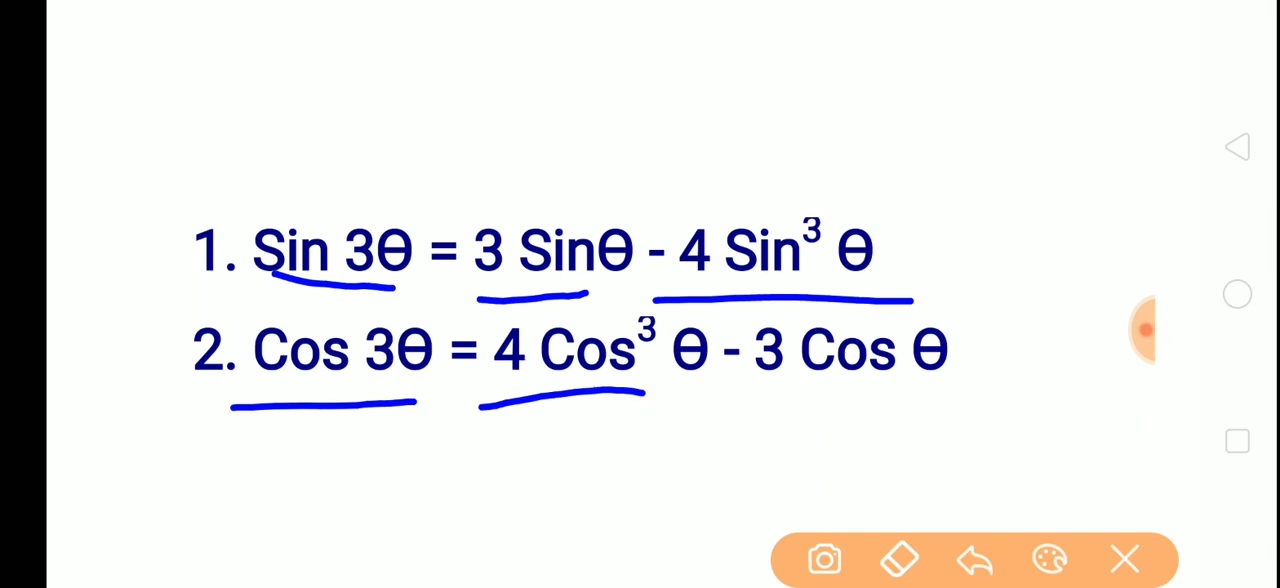 1. Sin 3θ = 3 Sinθ - 4 Sin³ θ
2. Cos 3θ = 4 Cos³ θ - 3 Cos θ